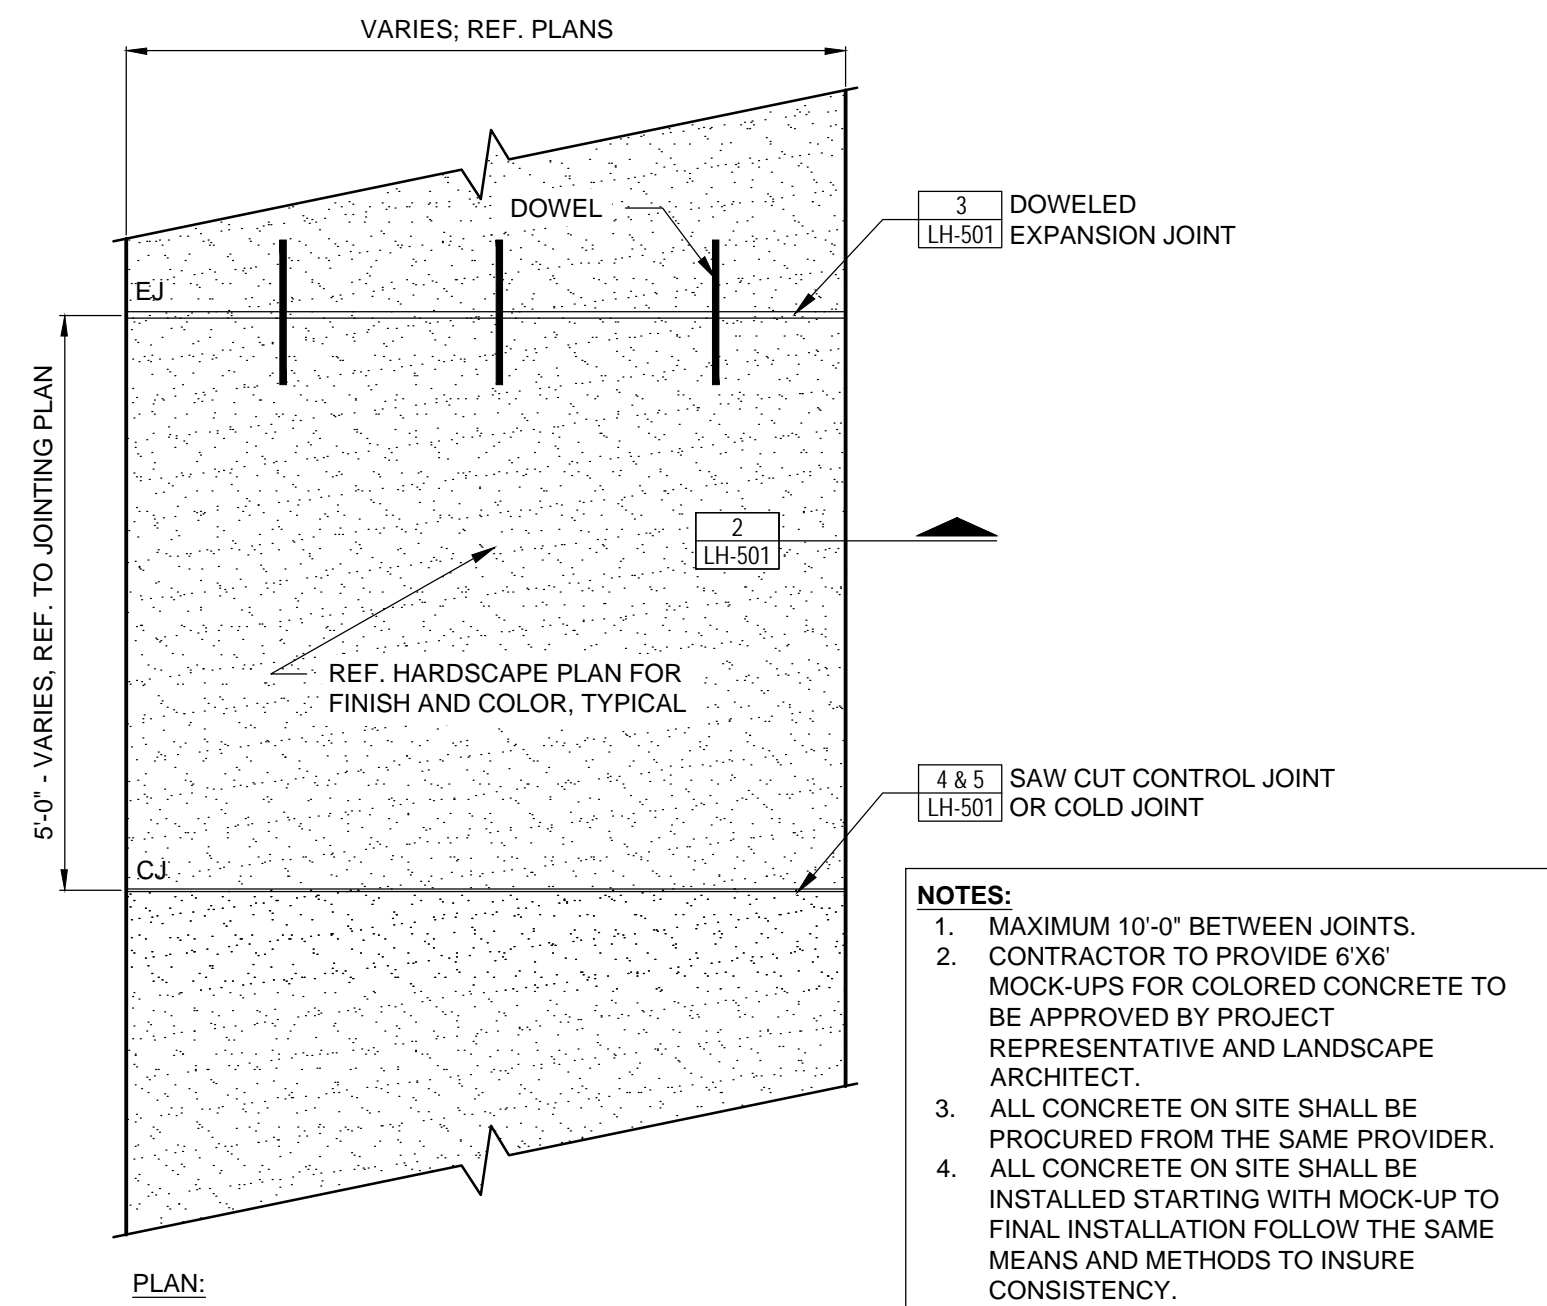 VARIES; REF. PLANS
DOWEL
3
LH-501
DOWELED
EXPANSION JOINT
EJ
5'-0" - VARIES, REF. TO JOINTING PLAN
2
LH-501
REF. HARDSCAPE PLAN FOR
FINISH AND COLOR, TYPICAL
4 & 5
LH-501
SAW CUT CONTROL JOINT
OR COLD JOINT
CJ
NOTES:
1. MAXIMUM 10'-0" BETWEEN JOINTS.
2. CONTRACTOR TO PROVIDE 6'X6'
MOCK-UPS FOR COLORED CONCRETE TO
BE APPROVED BY PROJECT
REPRESENTATIVE AND LANDSCAPE
ARCHITECT.
3. ALL CONCRETE ON SITE SHALL BE
PROCURED FROM THE SAME PROVIDER.
4. ALL CONCRETE ON SITE SHALL BE
INSTALLED STARTING WITH MOCK-UP TO
FINAL INSTALLATION FOLLOW THE SAME
MEANS AND METHODS TO INSURE
CONSISTENCY.
PLAN: